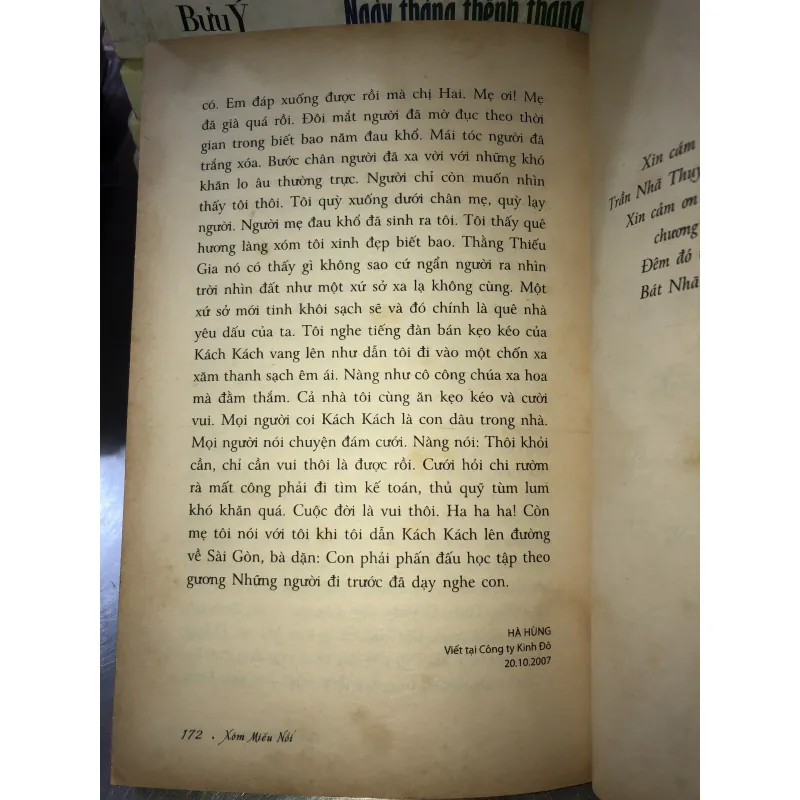 Bửu Ý
Ngày tháng thênh thang
có. Em đáp xuống được rồi mà chị Hai. Mẹ ơi! Mẹ
đã già quá rồi. Đôi mắt người đã mờ đục theo thời
gian trong biết bao năm đau khổ. Mái tóc người đã
trắng xóa. Bước chân người đã xa vời với những khó
khăn lo âu thường trực. Người chỉ còn muốn nhìn
thấy tôi thôi. Tôi quỳ xuống dưới chân mẹ, quỳ lạy
người. Người mẹ đau khổ đã sinh ra tôi. Tôi thấy quê
hương làng xóm tôi xinh đẹp biết bao. Thằng Thiếu
Gia nó có thấy gì không sao cứ ngẩn người ra nhìn
trời nhìn đất như một xứ sở xa lạ không cùng. Một
xứ sở mới tinh khôi sạch sẽ và đó chính là quê nhà
yêu dấu của ta. Tôi nghe tiếng đàn bán kẹo kéo của
Kách Kách vang lên như dẫn tôi đi vào một chốn xa
xăm thanh sạch êm ái. Nàng như cô công chúa xa hoa
mà đằm thắm. Cả nhà tôi cùng ăn kẹo kéo và cười
vui. Mọi người coi Kách Kách là con dâu trong nhà.
Mọi người nói chuyện đám cưới. Nàng nói: Thôi khỏi
cần, chỉ cần vui thôi là được rồi. Cưới hỏi chi rườm
rà mất công phải đi tìm kế toán, thủ quỹ tùm lum
khó khăn quá. Cuộc đời là vui thôi. Ha ha ha! Còn
mẹ tôi nói với tôi khi tôi dẫn Kách Kách lên đường
về Sài Gòn, bà dặn: Con phải phấn đấu học tập theo
gương Những người đi trước đã dạy nghe con.
HÀ HÙNG
Viết tại Công ty Kinh Đô
20.10.2007
172 . Xóm Miếu Nổi
Xin cảm
Trần Nhã Thuỵ
Xin cảm ơn
chương
Đêm đó
Bát Nhã